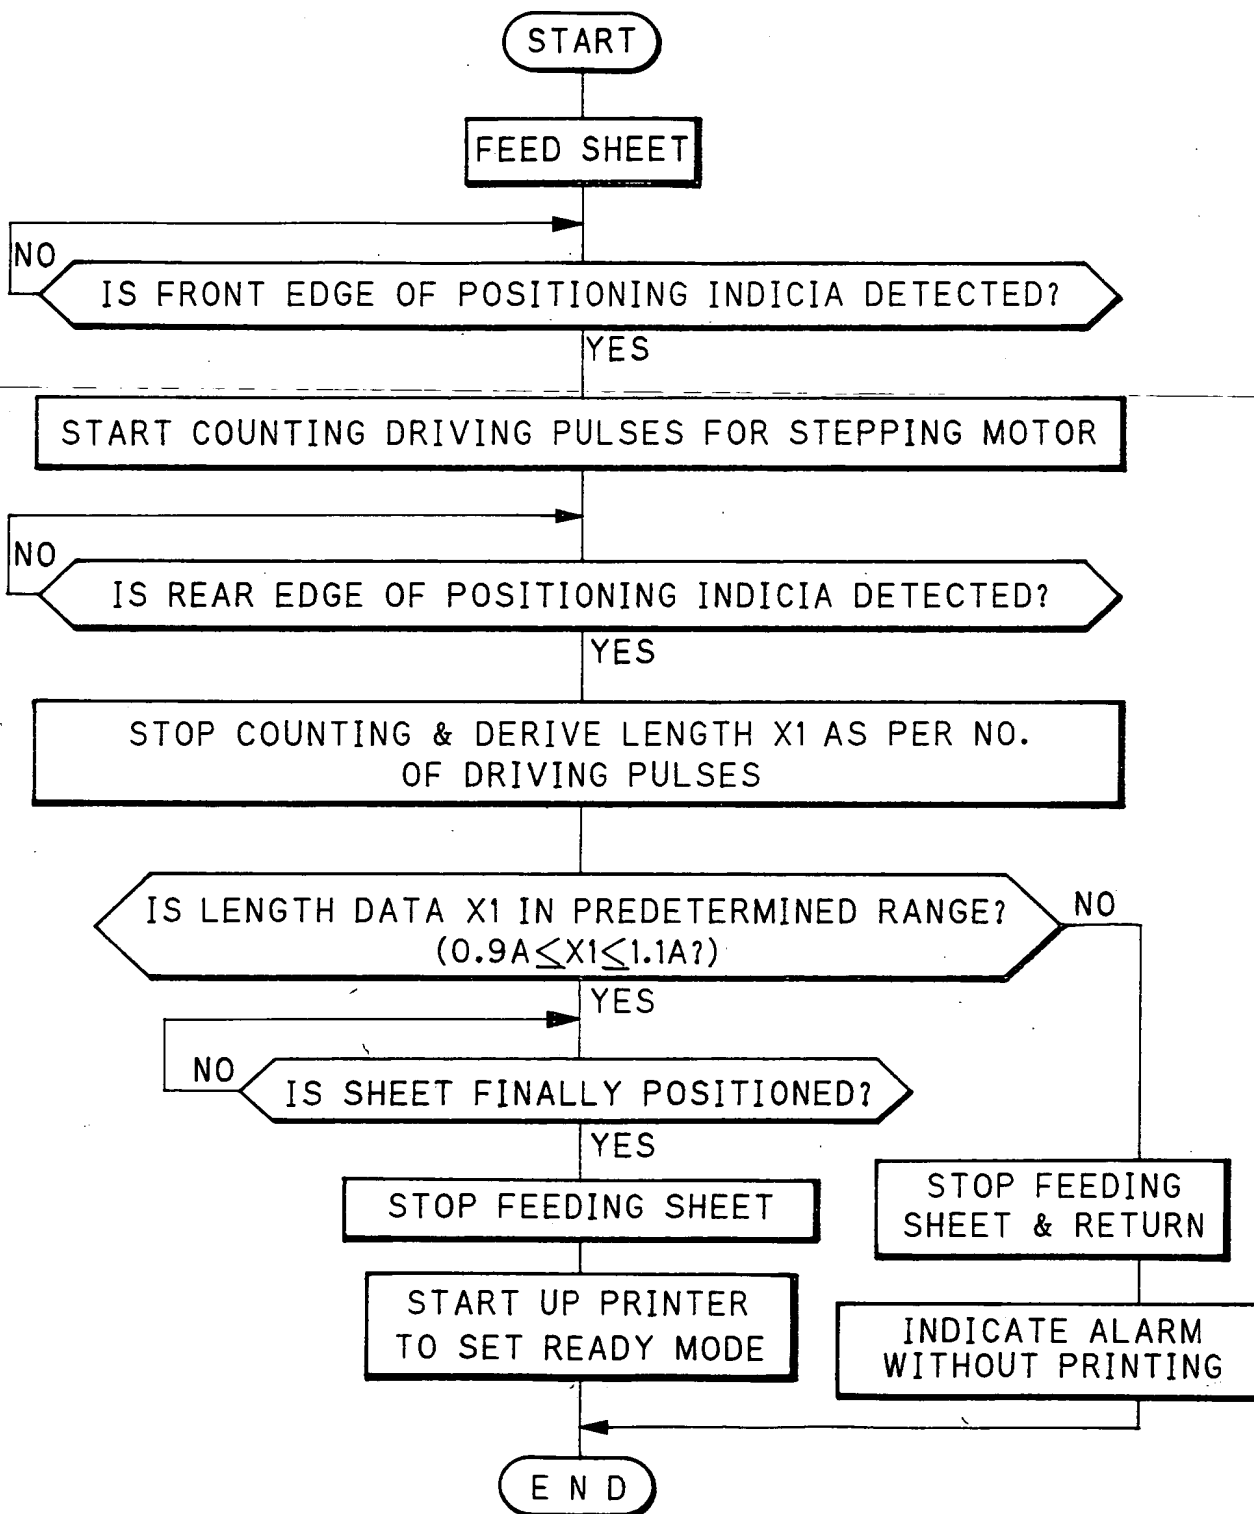 START
FEED SHEET
NO
IS FRONT EDGE OF POSITIONING INDICIA DETECTED?
YES
START COUNTING DRIVING PULSES FOR STEPPING MOTOR
NO
IS REAR EDGE OF POSITIONING INDICIA DETECTED?
YES
STOP COUNTING & DERIVE LENGTH X1 AS PER NO.
OF DRIVING PULSES
IS LENGTH DATA X1 IN PREDETERMINED RANGE?
(0.9A≤X1≤1.1A?)
NO
YES
NO
IS SHEET FINALLY POSITIONED?
YES
STOP FEEDING SHEET
START UP PRINTER
TO SET READY MODE
STOP FEEDING
SHEET & RETURN
INDICATE ALARM
WITHOUT PRINTING
END